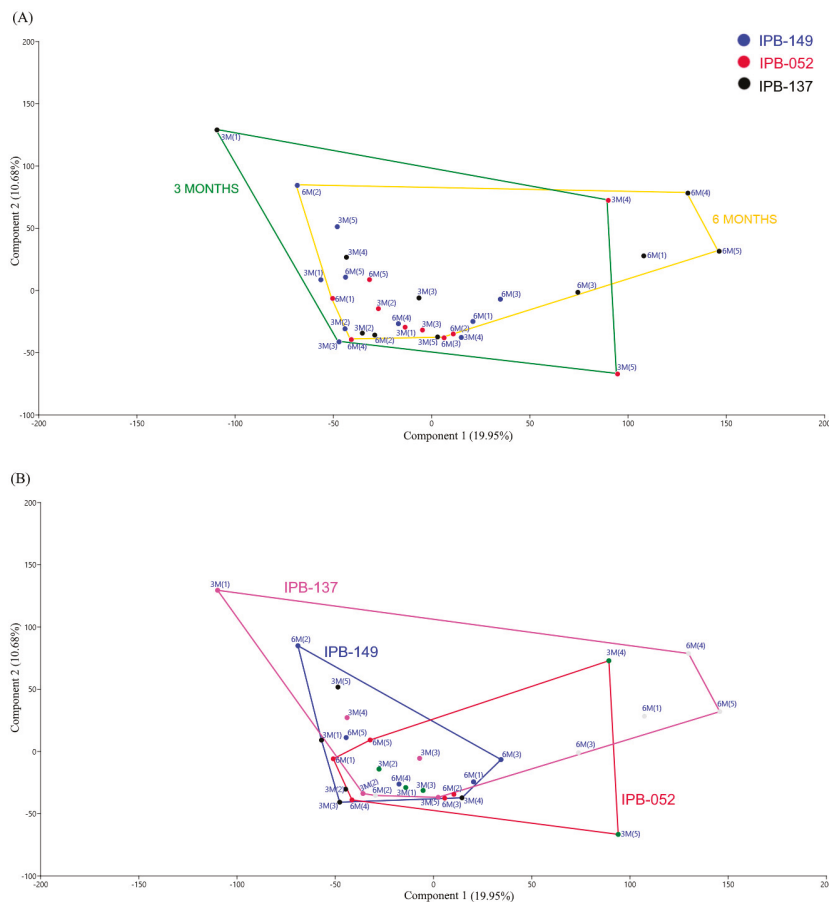 (A)
200
150
100
50
0
-50
-100
-200
-150
-100
-50
0
50
100
150
200
Component 2 (10.68%)
Component 1 (19.95%)
IPB-149
IPB-052
IPB-137
3 MONTHS
6 MONTHS
3M(1)
6M(2)
3M(4)
6M(4)
3M(5)
3M(4)
6M(1)
6M(5)
3M(1)
6M(5)
6M(5)
3M(3)
6M(3)
6M(3)
6M(1)
3M(2)
6M(4)
6M(1)
3M(2)
3M(2)
3M(1)
3M(3)
6M(2)
3M(3)
6M(4)
6M(2)
3M(5)
6M(3)
3M(4)
3M(5)
(B)
200
150
100
50
0
-50
-100
-200
-150
-100
-50
0
50
100
150
200
Component 2 (10.68%)
Component 1 (19.95%)
3M(1)
IPB-137
6M(2)
IPB-149
3M(4)
6M(4)
3M(5)
3M(4)
6M(1)
6M(5)
3M(1)
6M(5)
6M(5)
3M(3)
6M(3)
6M(3)
6M(1)
3M(2)
6M(4)
6M(1)
3M(2)
3M(2)
6M(2)
3M(1)
3M(3)
6M(2)
3M(3)
6M(4)
3M(5)
6M(3)
3M(4)
IPB-052
3M(5)